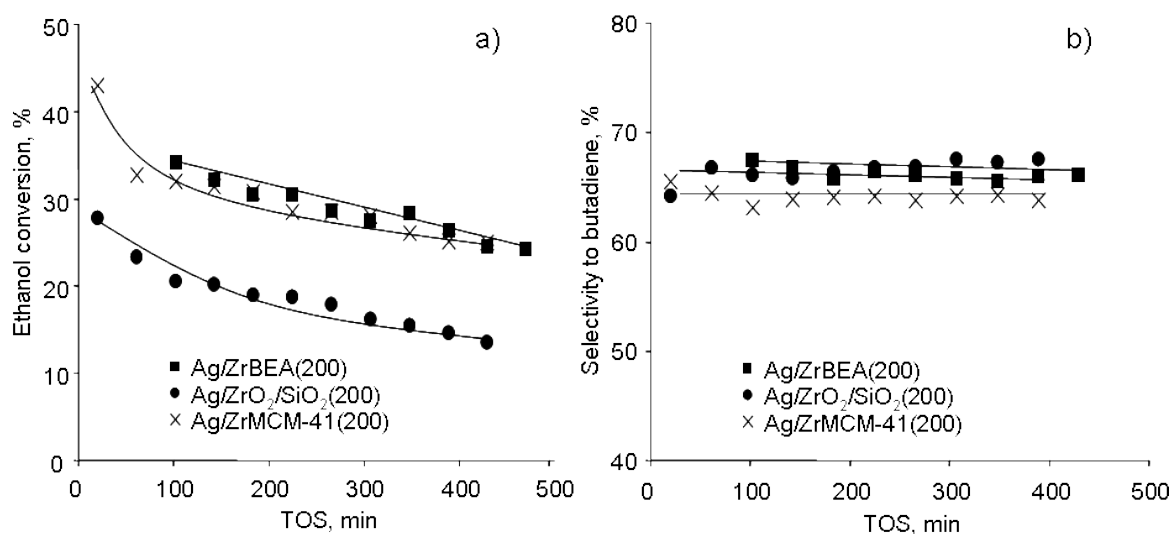 a)
Ethanol conversion, %
50
40
30
20
10
0
Ag/ZrBEA(200)
Ag/ZrO₂/SiO₂(200)
Ag/ZrMCM-41(200)
0 100 200 300 400 500
TOS, min
b)
Selectivity to butadiene, %
80
70
60
50
40
Ag/ZrBEA(200)
Ag/ZrO₂/SiO₂(200)
Ag/ZrMCM-41(200)
0 100 200 300 400 500
TOS, min